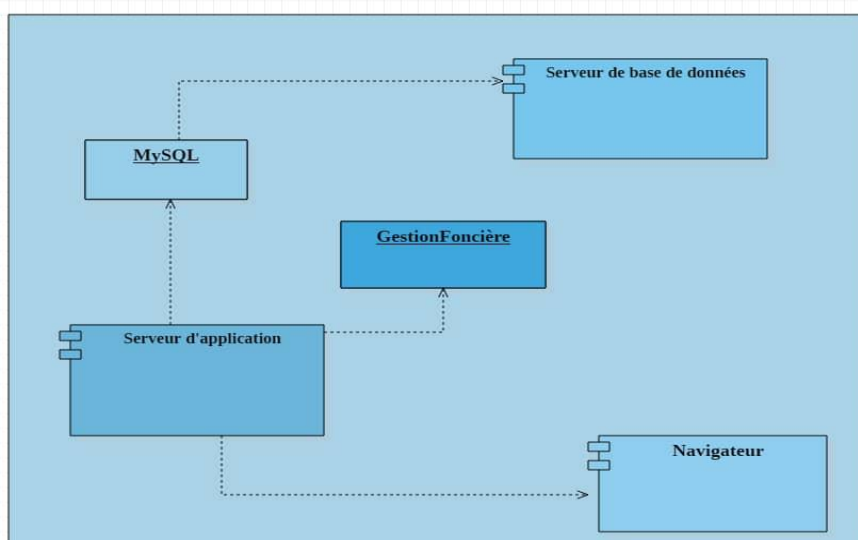 Serveur de base de données
MySQL
GestionFoncière
Serveur d'application
Navigateur